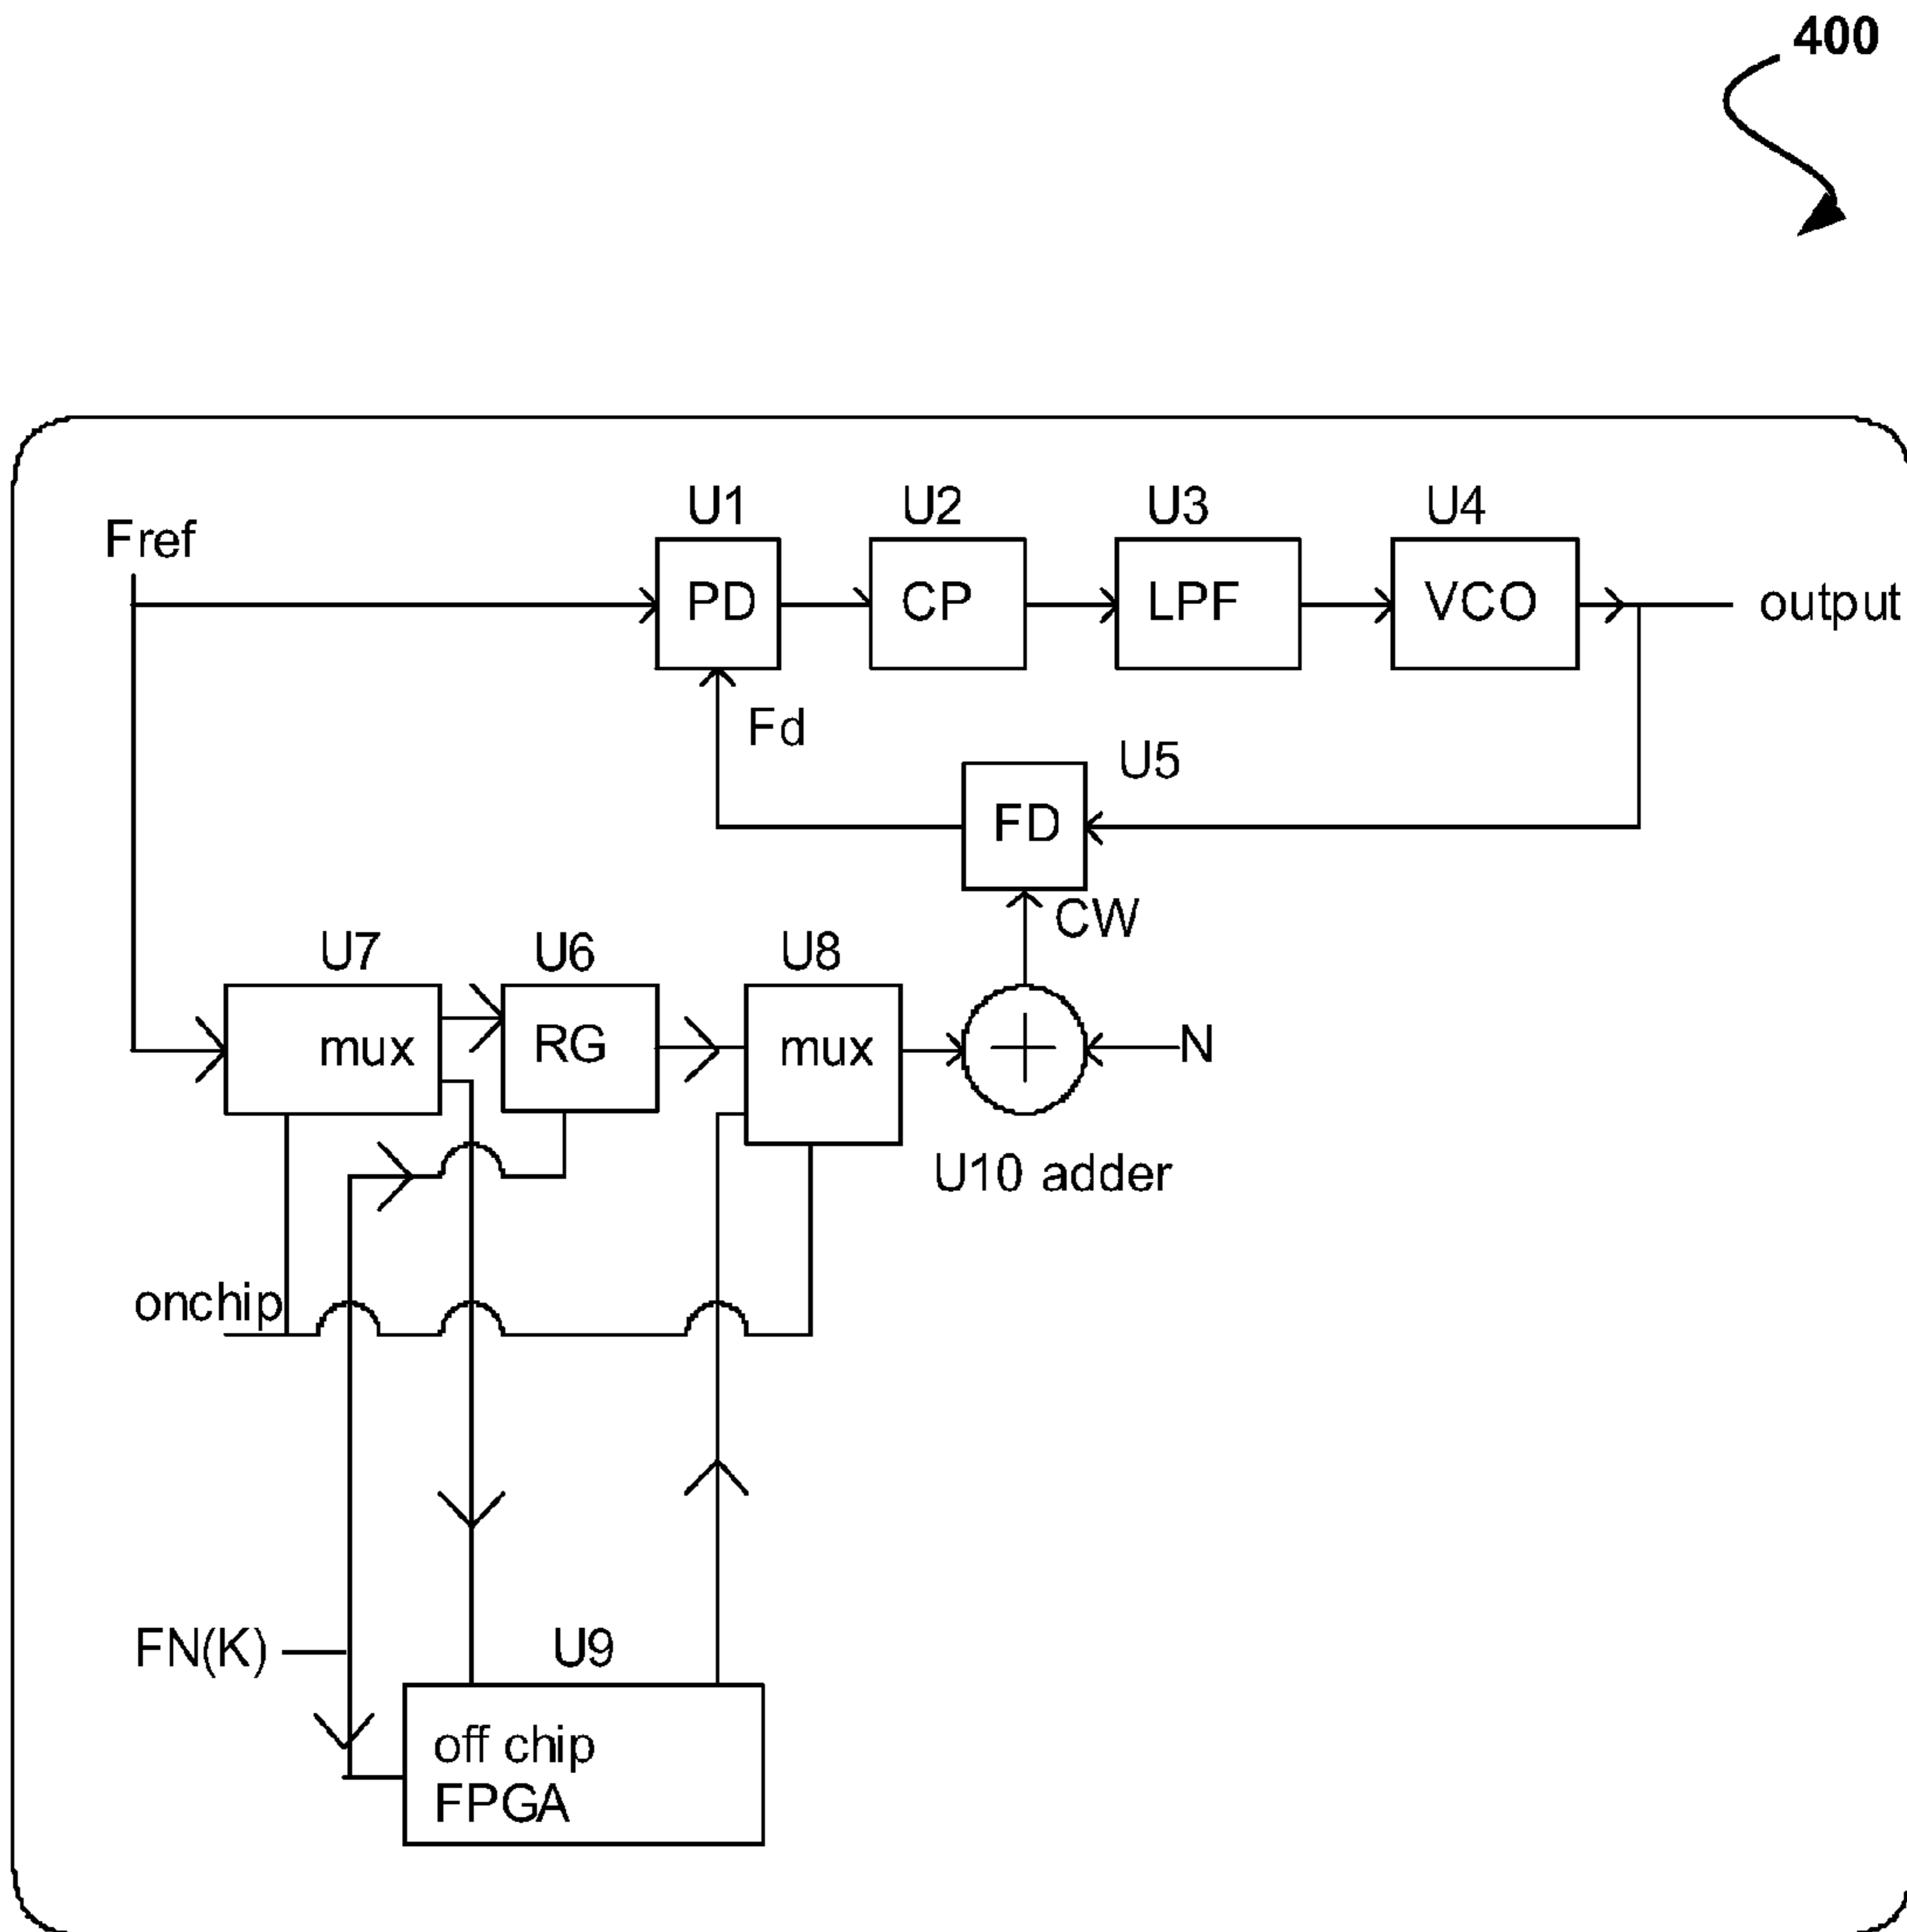 400
U1
U2
U3
U4
Fref
PD
CP
LPF
VCO
output
Fd
U5
FD
CW
U7
U6
U8
mux
RG
mux
N
U10 adder
onchip
FN(K)
U9
off chip
FPGA